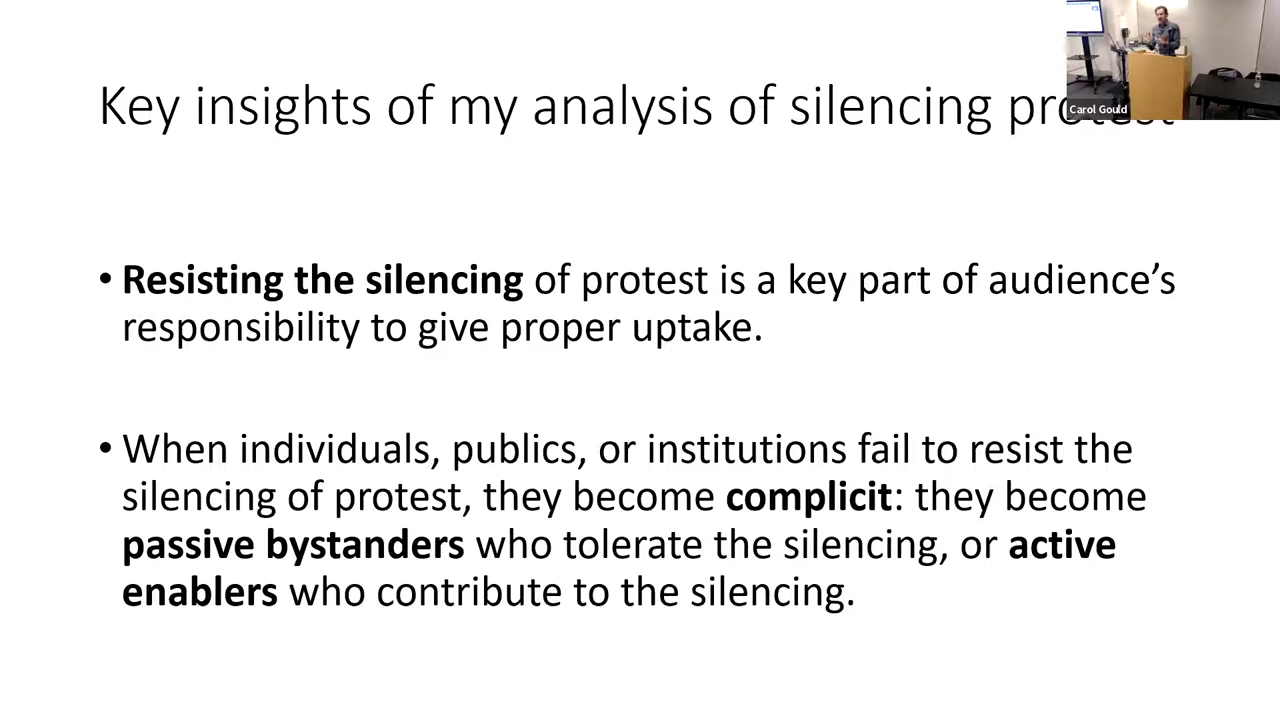 Key insights of my analysis of silencing protest
Carol Gould
• Resisting the silencing of protest is a key part of audience’s
responsibility to give proper uptake.
• When individuals, publics, or institutions fail to resist the
silencing of protest, they become complicit: they become
passive bystanders who tolerate the silencing, or active
enablers who contribute to the silencing.